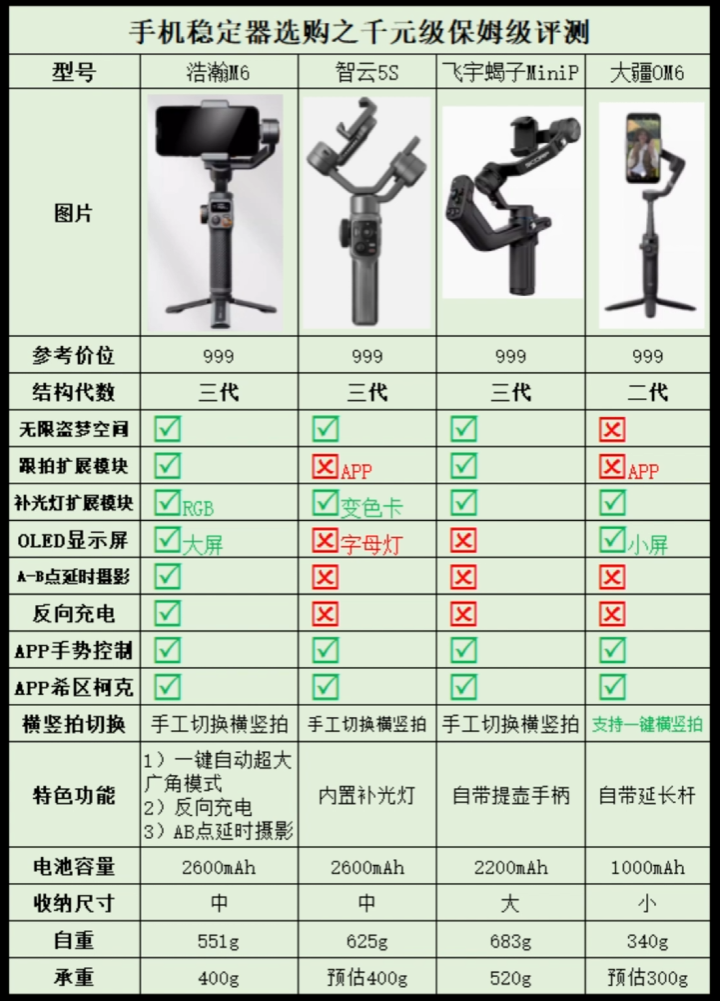 手机稳定器选购之千元级保姆级评测
型号 浩瀚M6 智云5S 飞宇蝎子MiniP 大疆OM6
图片
参考价位 999 999 999 999
结构代数 三代 三代 三代 二代
无限盗梦空间
跟拍扩展模块 APP APP
补光灯扩展模块 RGB 变色卡
OLED显示屏 大屏 字母灯 小屏
A-B点延时摄影
反向充电
APP手势控制
APP希区柯克
横竖拍切换 手工切换横竖拍 手工切换横竖拍 手工切换横竖拍 支持一键横竖拍
特色功能 1）一键自动超大 内置补光灯 自带提壶手柄 自带延长杆
广角模式
2）反向充电
3）AB点延时摄影
电池容量 2600mAh 2600mAh 2200mAh 1000mAh
收纳尺寸 中 中 大 小
自重 551g 625g 683g 340g
承重 400g 预估400g 520g 预估300g